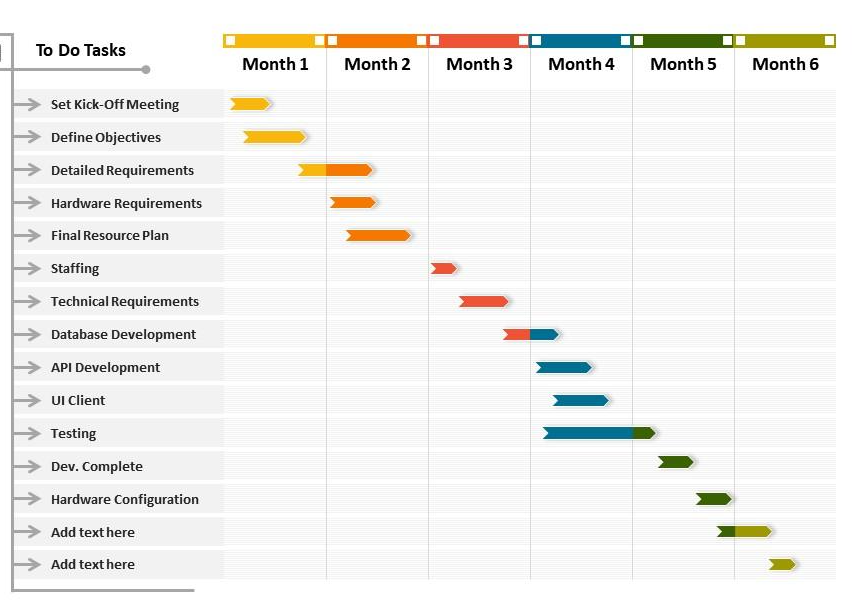 To Do Tasks
Month 1 Month 2 Month 3 Month 4 Month 5 Month 6
Set Kick-Off Meeting
Define Objectives
Detailed Requirements
Hardware Requirements
Final Resource Plan
Staffing
Technical Requirements
Database Development
API Development
UI Client
Testing
Dev. Complete
Hardware Configuration
Add text here
Add text here